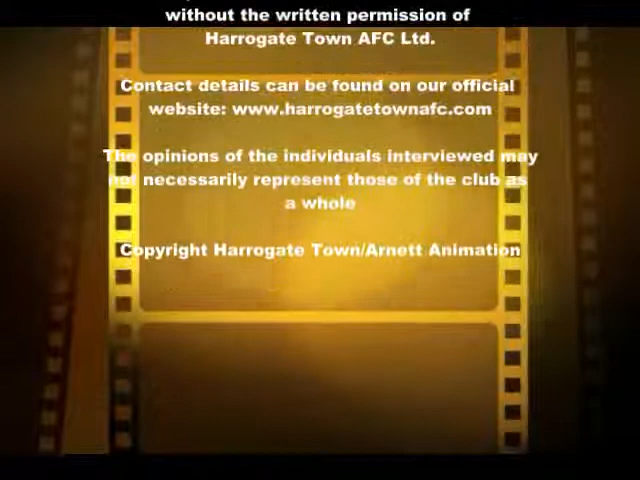 without the written permission of
Harrogate Town AFC Ltd.
Contact details can be found on our official
website: www.harrogatetownafc.com
The opinions of the individuals interviewed may
not necessarily represent those of the club as
a whole
Copyright Harrogate Town/Arnett Animation